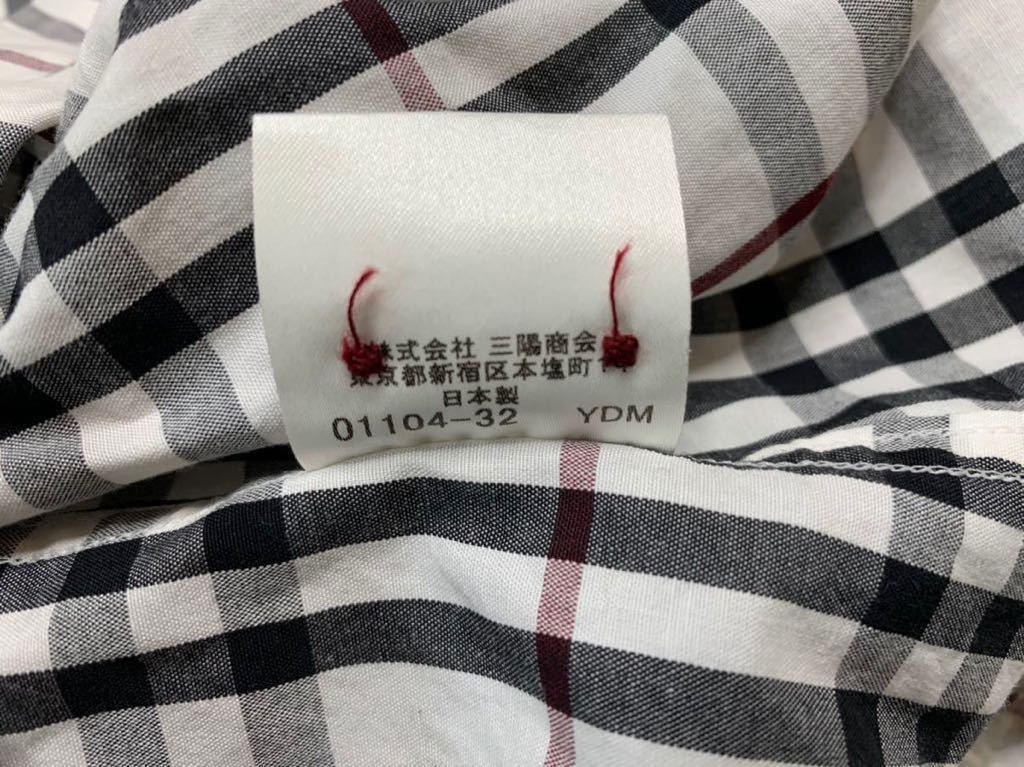 株式会社 三陽商会
東京都新宿区本塩町
日本製
01104-32 YDM